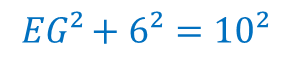 EG² + 6² = 10²